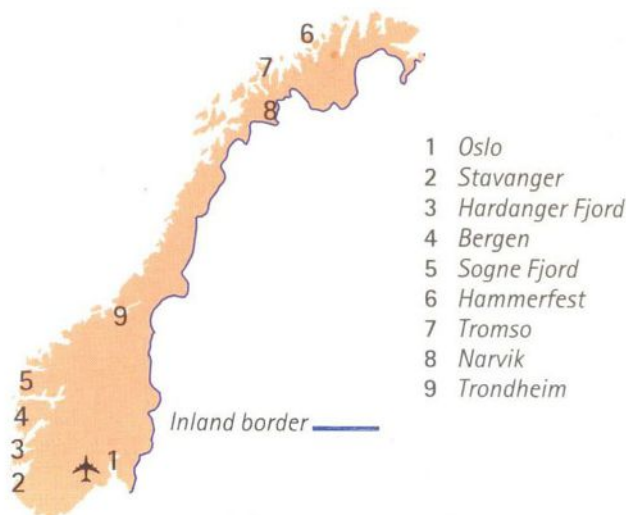 6
7
8
1 Oslo
2 Stavanger
3 Hardanger Fjord
4 Bergen
5 Sogne Fjord
6 Hammerfest
7 Tromso
8 Narvik
9 Trondheim
9
5
4
Inland border
3
1
2